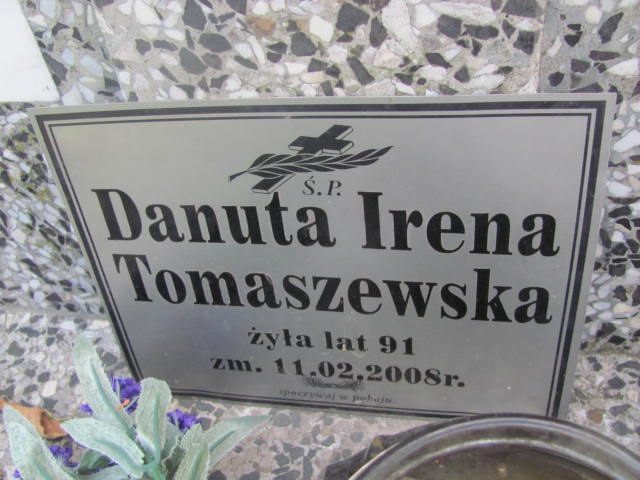 Ś.P.
Danuta Irena
Tomaszewska
żyła lat 91
zm. 11.02.2008r.
spoczywaj w pokoju